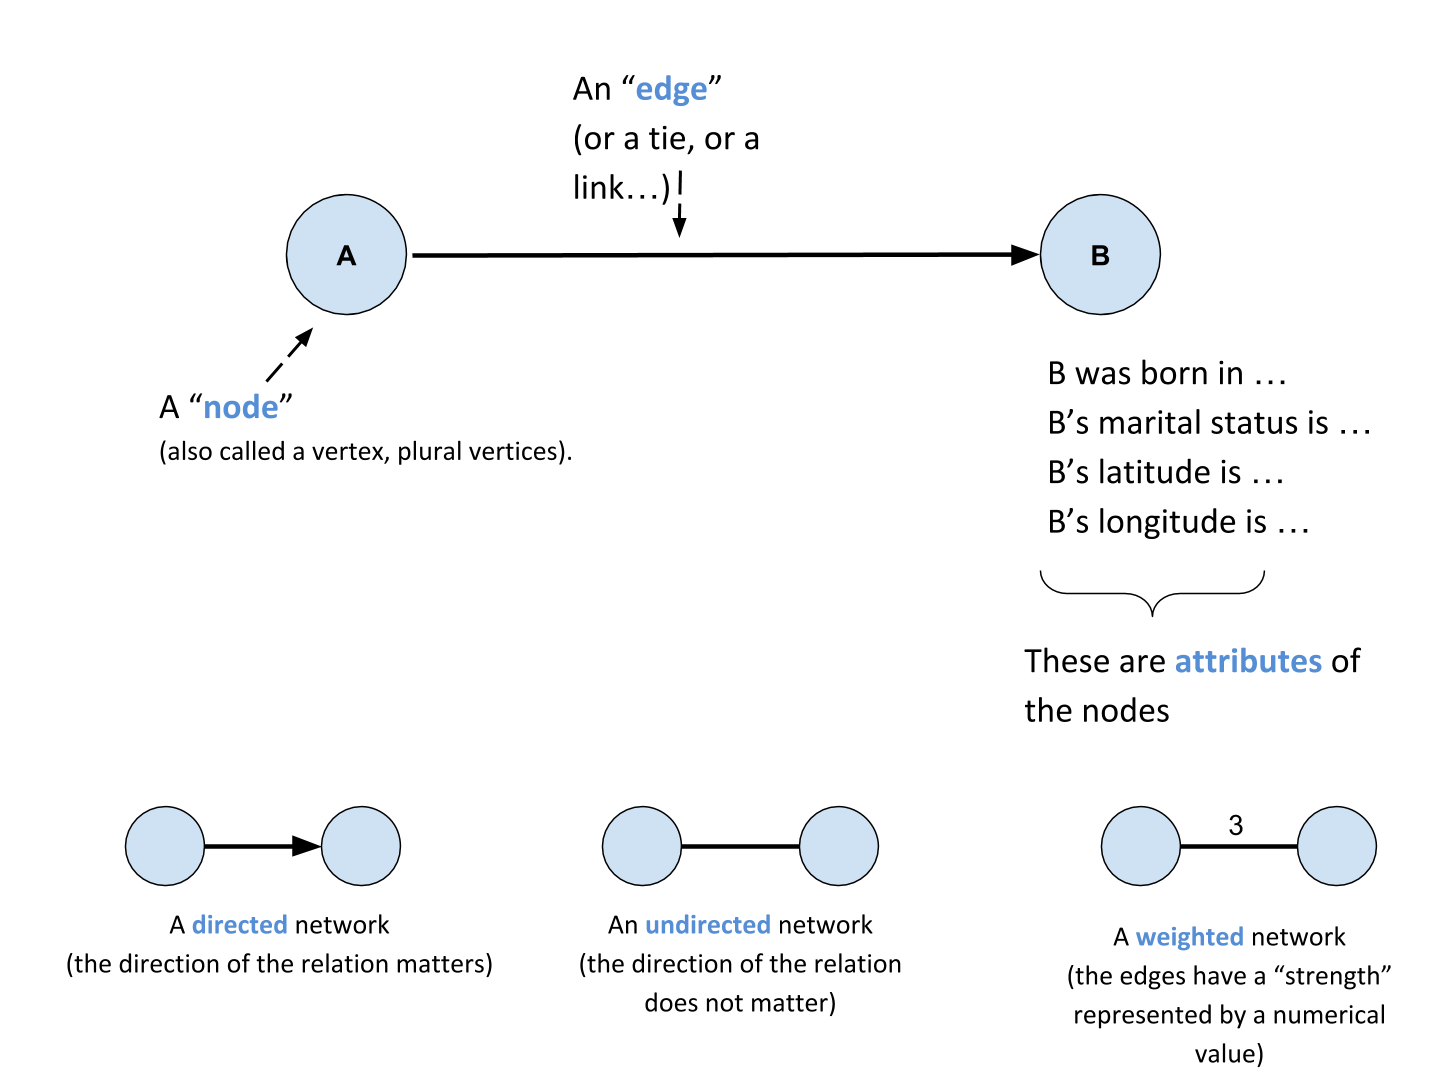 An “edge”
(or a tie, or a
link…)
A
B
A “node”
(also called a vertex, plural vertices).
B was born in …
B’s marital status is …
B’s latitude is …
B’s longitude is …
These are attributes of
the nodes
A directed network
(the direction of the relation matters)
An undirected network
(the direction of the relation
does not matter)
3
A weighted network
(the edges have a “strength”
represented by a numerical
value)